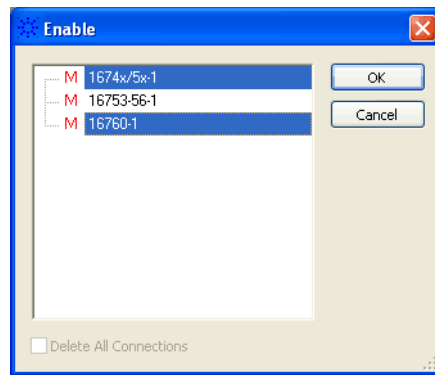 Enable
M 1674x/5x-1
M 16753-56-1
M 16760-1
OK
Cancel
Delete All Connections